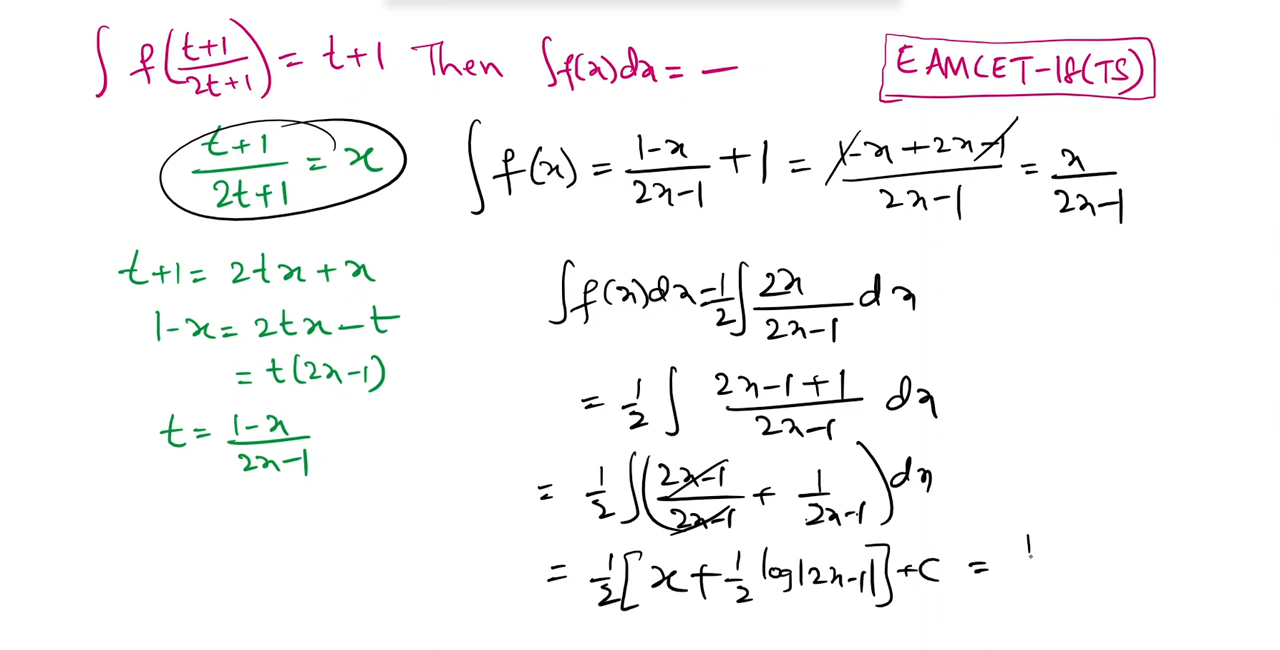 ∫ f((t+1)/(2t+1)) = t+1 Then ∫f(x)dx = —
EAMCET-18(TS)
(t+1)/(2t+1) = x
∫ f(x) = (1-x)/(2x-1) + 1 = (1-x+2x-1)/(2x-1) = x/(2x-1)
t+1 = 2tx + x
1-x = 2tx - t
= t(2x-1)
t = (1-x)/(2x-1)
∫f(x)dx = 1/2 ∫ 2x/(2x-1) dx
= 1/2 ∫ (2x-1+1)/(2x-1) dx
= 1/2 ∫((2x-1)/(2x-1) + 1/(2x-1))dx
= 1/2 [x + 1/2 log|2x-1|] + C =